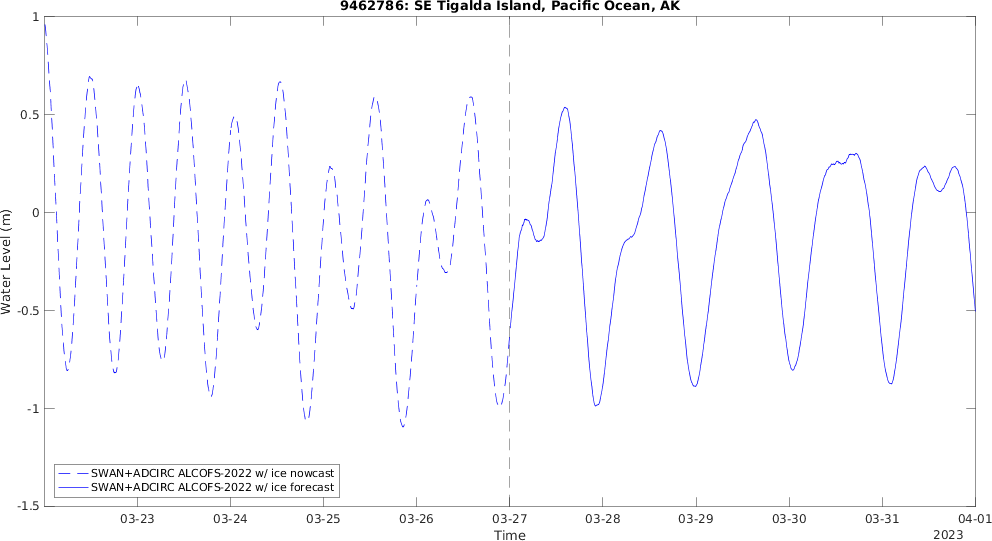 9462786: SE Tigalda Island, Pacific Ocean, AK
1
0.5
0
-0.5
-1
-1.5
Water Level (m)
SWAN+ADCIRC ALCOFS-2022 w/ ice nowcast
SWAN+ADCIRC ALCOFS-2022 w/ ice forecast
03-23 03-24 03-25 03-26 03-27 03-28 03-29 03-30 03-31 04-01
Time
2023